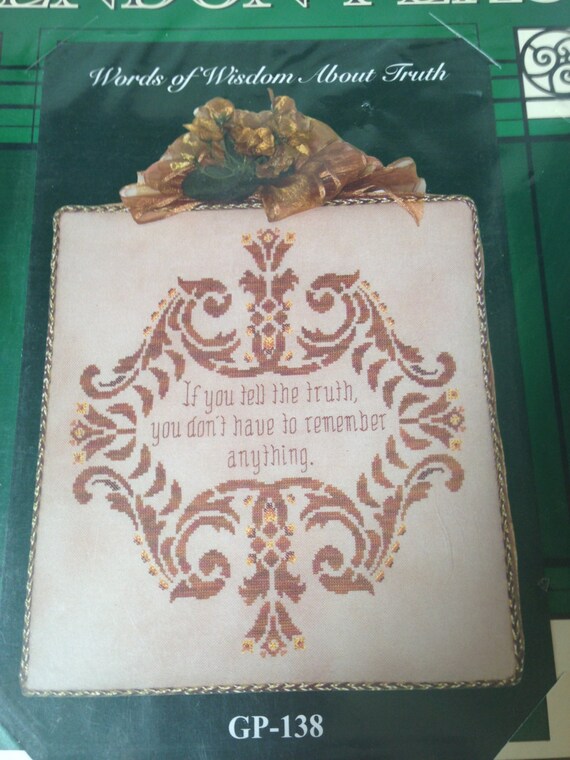 Words of Wisdom About Truth
If you tell the truth,
you don't have to remember
anything.
GP-138